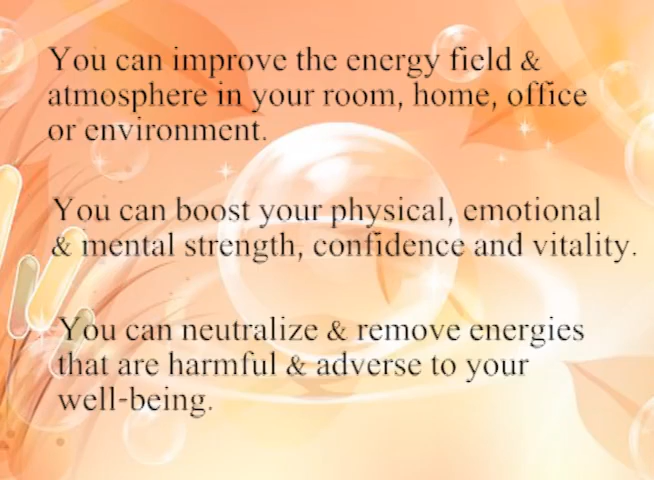 You can improve the energy field &
atmosphere in your room, home, office
or environment.
You can boost your physical, emotional
& mental strength, confidence and vitality.
You can neutralize & remove energies
that are harmful & adverse to your
well-being.